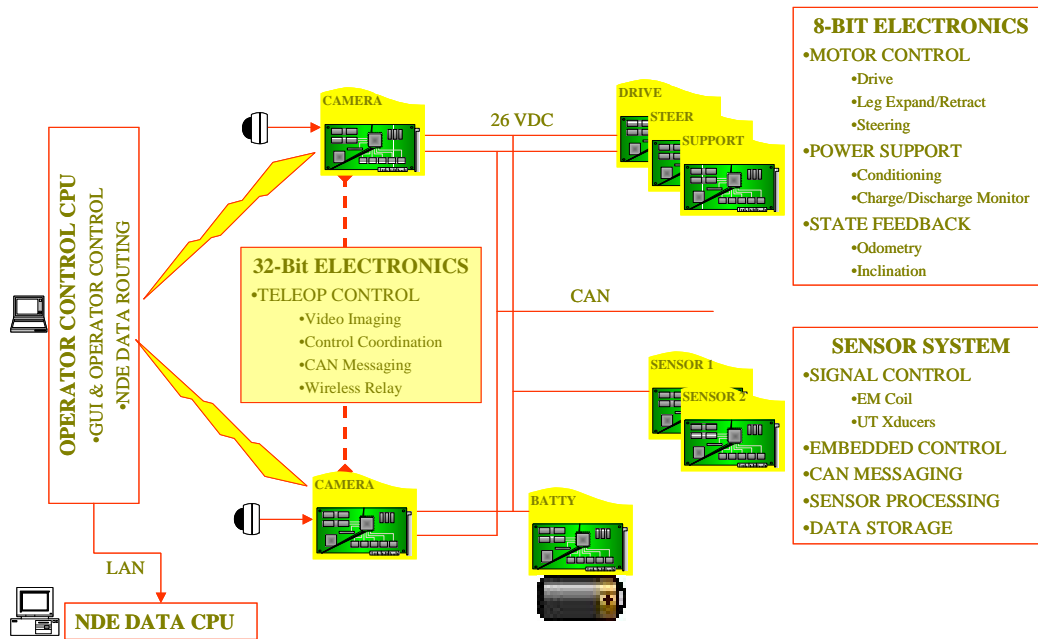 OPERATOR CONTROL CPU
•GUI & OPERATOR CONTROL
•NDE DATA ROUTING
LAN
NDE DATA CPU
CAMERA
26 VDC
32-Bit ELECTRONICS
•TELEOP CONTROL
•Video Imaging
•Control Coordination
•CAN Messaging
•Wireless Relay
CAMERA
DRIVE
STEER
SUPPORT
CAN
SENSOR 1
SENSOR 2
BATTY
8-BIT ELECTRONICS
•MOTOR CONTROL
•Drive
•Leg Expand/Retract
•Steering
•POWER SUPPORT
•Conditioning
•Charge/Discharge Monitor
•STATE FEEDBACK
•Odometry
•Inclination
SENSOR SYSTEM
•SIGNAL CONTROL
•EM Coil
•UT Xducers
•EMBEDDED CONTROL
•CAN MESSAGING
•SENSOR PROCESSING
•DATA STORAGE